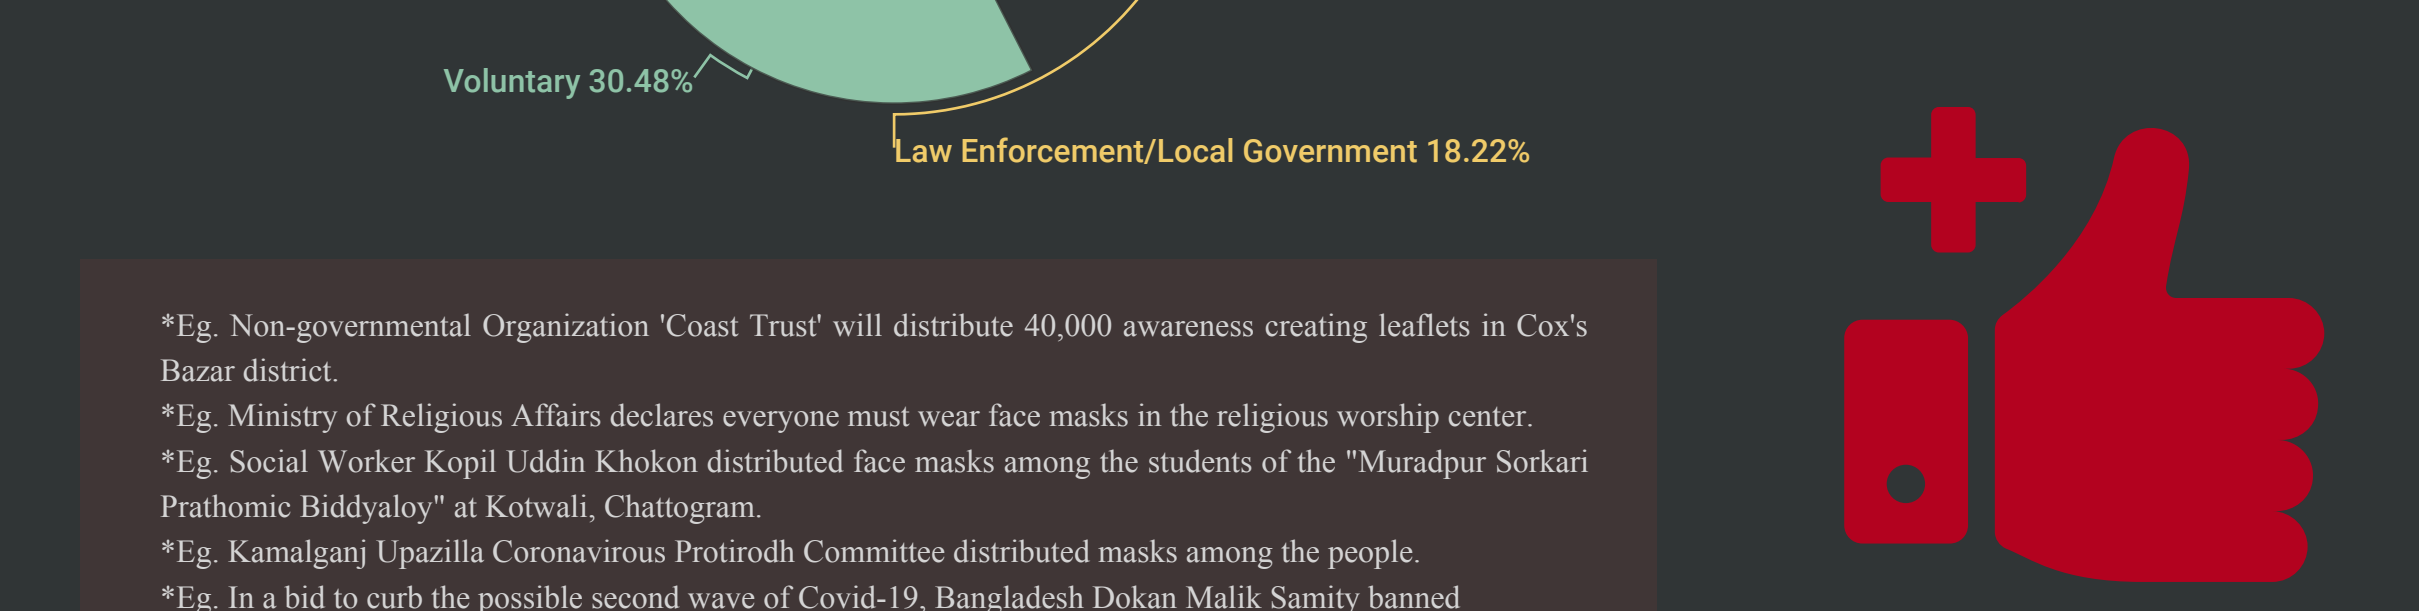 Voluntary 30.48%
Law Enforcement/Local Government 18.22%
*Eg. Non-governmental Organization 'Coast Trust' will distribute 40,000 awareness creating leaflets in Cox's
Bazar district.
*Eg. Ministry of Religious Affairs declares everyone must wear face masks in the religious worship center.
*Eg. Social Worker Kopil Uddin Khokon distributed face masks among the students of the "Muradpur Sorkari
Prathomic Biddyaloy" at Kotwali, Chattogram.
*Eg. Kamalganj Upazilla Coronavirous Protirodh Committee distributed masks among the people.
*Eg. In a bid to curb the possible second wave of Covid-19, Bangladesh Dokan Malik Samity banned